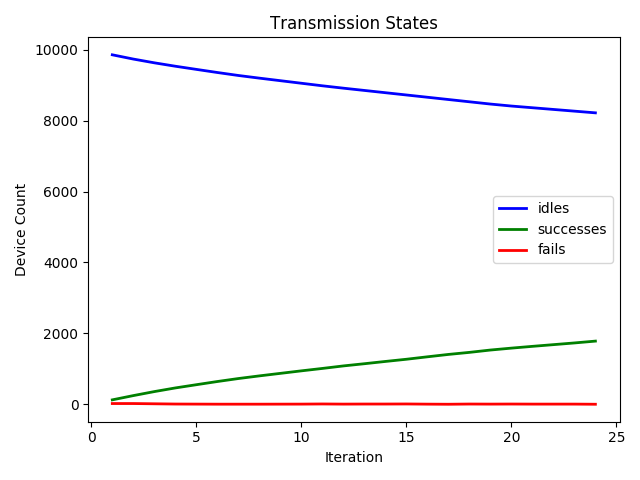 Transmission States
Device Count
10000
8000
6000
4000
2000
0
idles
successes
fails
0 5 10 15 20 25
Iteration